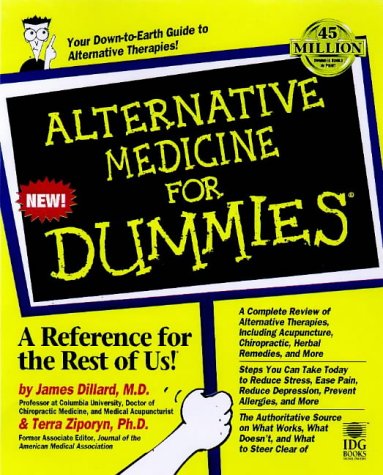 Your Down-to-Earth Guide to
Alternative Therapies!
45
MILLION
NEW!
ALTERNATIVE
MEDICINE
FOR
DUMMIES®
A Reference for
the Rest of Us!™
by James Dillard, M.D.
Professor at Columbia University, Doctor of
Chiropractic Medicine, and Medical Acupuncturist
& Terra Ziporyn, Ph.D.
Former Associate Editor, Journal of the
American Medical Association
A Complete Review of
Alternative Therapies,
Including Acupuncture,
Chiropractic, Herbal
Remedies, and More
Steps You Can Take Today
to Reduce Stress, Ease Pain,
Reduce Depression, Prevent
Allergies, and More
The Authoritative Source
on What Works, What
Doesn't, and What
to Steer Clear of
IDG
BOOKS